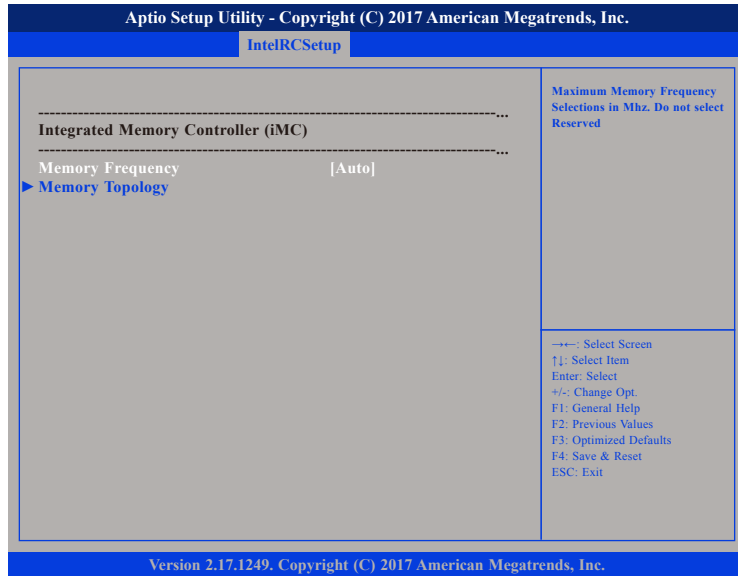 Aptio Setup Utility - Copyright (C) 2017 American Megatrends, Inc.
IntelRCSetup
--------------------------------------------------------------------------------...
Integrated Memory Controller (iMC)
--------------------------------------------------------------------------------...
Memory Frequency [Auto]
► Memory Topology
Maximum Memory Frequency
Selections in Mhz. Do not select
Reserved
→←: Select Screen
↑↓: Select Item
Enter: Select
+/-: Change Opt.
F1: General Help
F2: Previous Values
F3: Optimized Defaults
F4: Save & Reset
ESC: Exit
Version 2.17.1249. Copyright (C) 2017 American Megatrends, Inc.